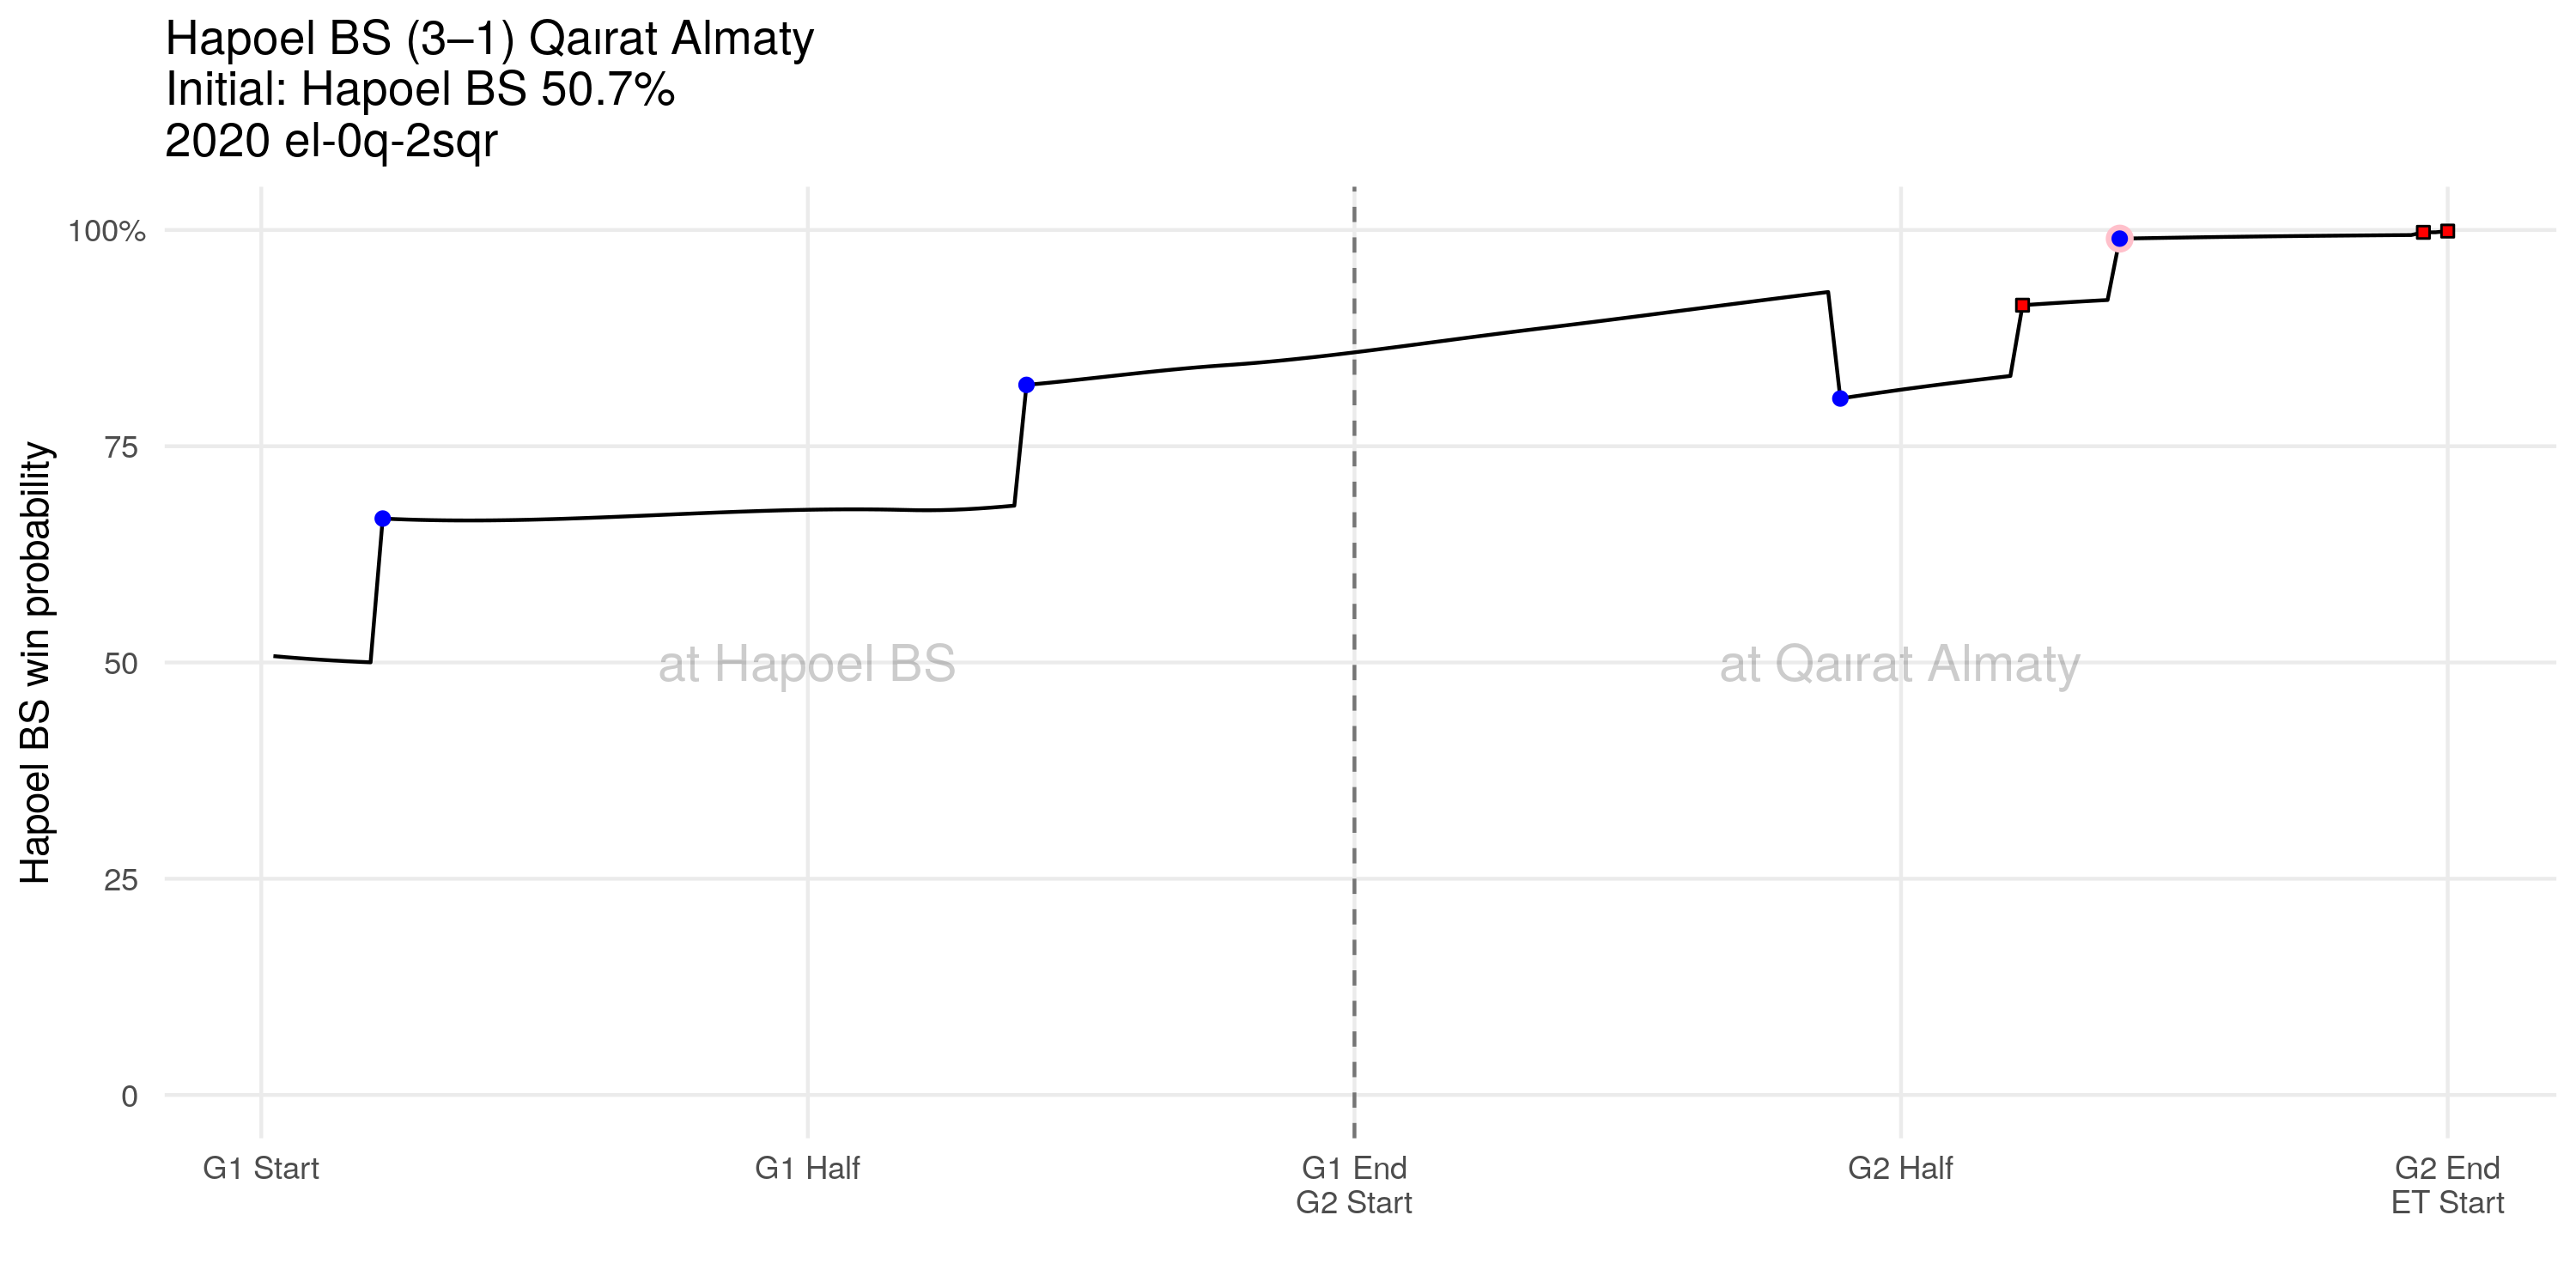 Hapoel BS (3–1) Qaırat Almaty
Initial: Hapoel BS 50.7%
2020 el-0q-2sqr
Hapoel BS win probability
100%
75
50
25
0
at Hapoel BS
at Qaırat Almaty
G1 Start
G1 Half
G1 End
G2 Start
G2 Half
G2 End
ET Start